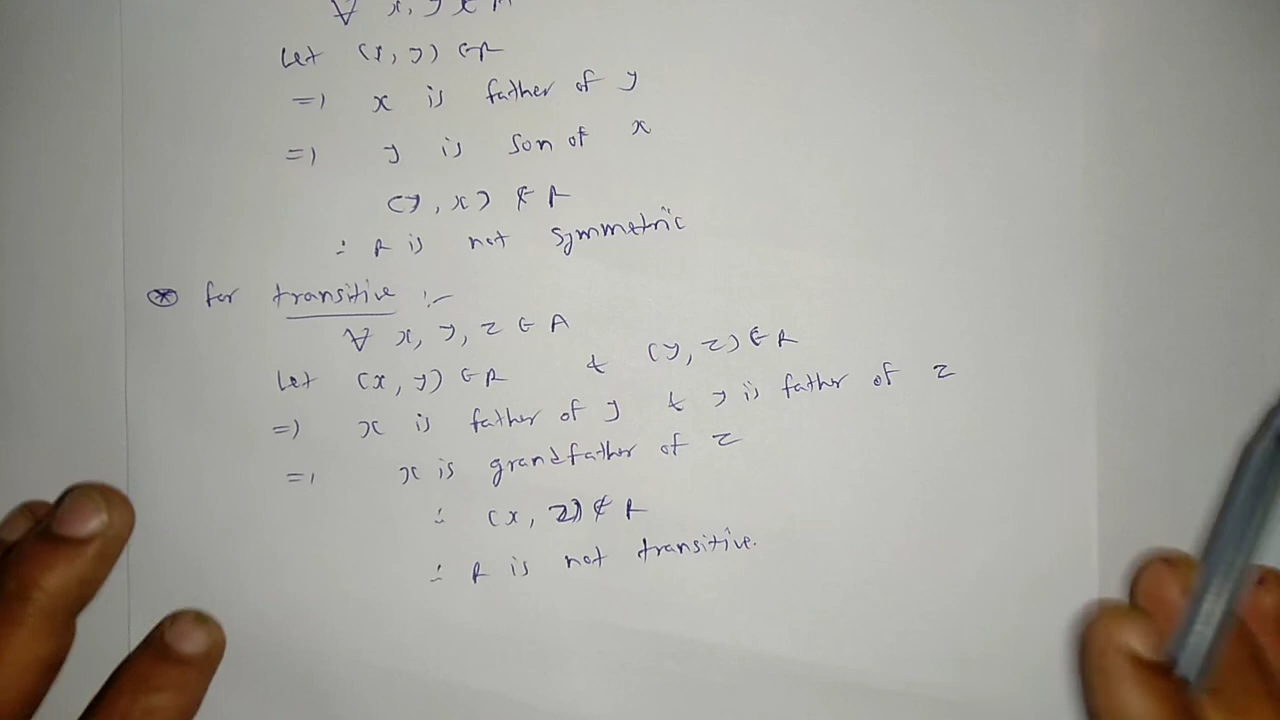 ∀ x, y ∈ A
Let (x, y) ∈ R
=) x is father of y
=) y is son of x
(y, x) ∉ R
∴ R is not symmetric
* for transitive :-
∀ x, y, z ∈ A
Let (x, y) ∈ R & (y, z) ∈ R
=) x is father of y & y is father of z
=) x is grandfather of z
∴ (x, z) ∉ R
∴ R is not transitive.